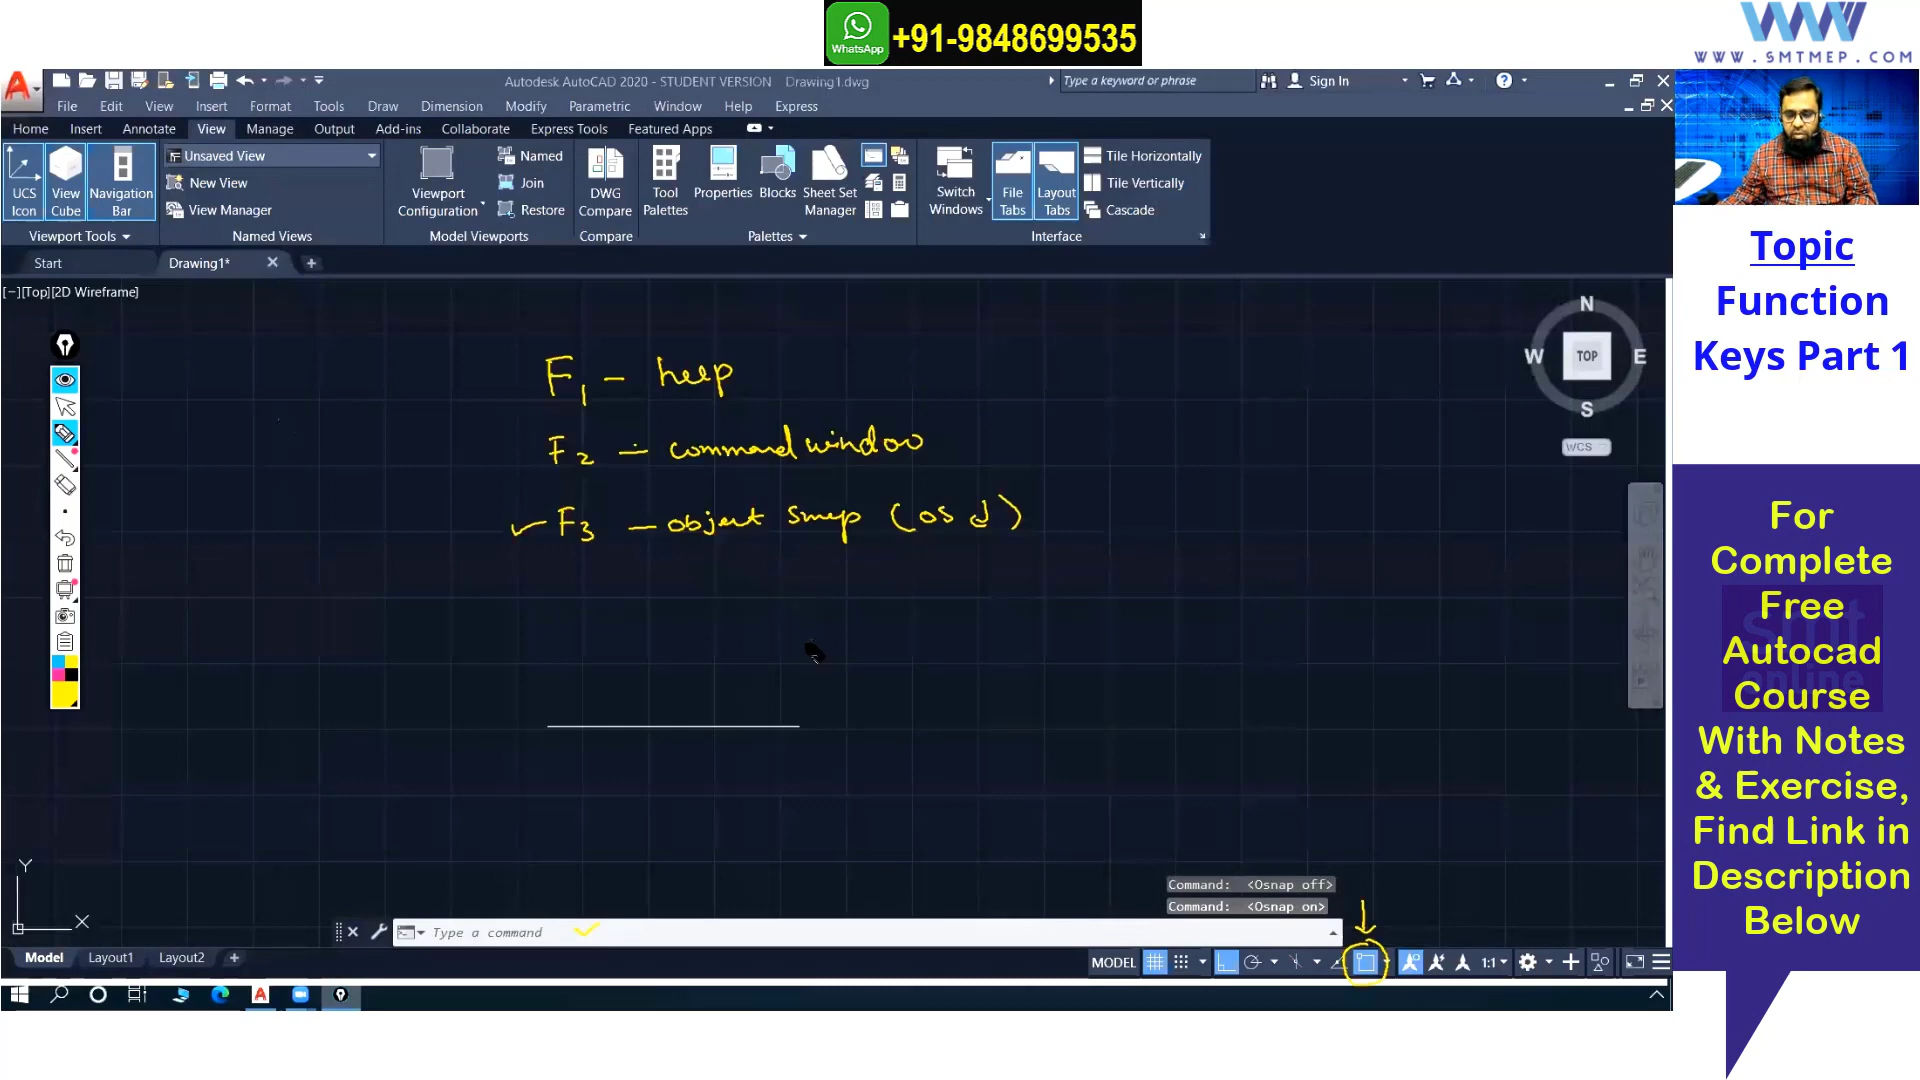 WhatsApp
+91-9848699535
WWW.SMTMEP.COM
Autodesk AutoCAD 2020 - STUDENT VERSION Drawing1.dwg
Type a keyword or phrase
Sign In
File Edit View Insert Format Tools Draw Dimension Modify Parametric Window Help Express
Home Insert Annotate View Manage Output Add-ins Collaborate Express Tools Featured Apps
UCS Icon
View Cube
Navigation Bar
Viewport Tools
Unsaved View
New View
View Manager
Named Views
Viewport Configuration
Named
Join
Restore
Model Viewports
DWG Compare
Compare
Tool Palettes
Properties
Blocks
Sheet Set Manager
Palettes
Switch Windows
File Tabs
Layout Tabs
Tile Horizontally
Tile Vertically
Cascade
Interface
Start
Drawing1*
[−][Top][2D Wireframe]
N
W TOP E
S
WCS
F1 - help
F2 - command window
F3 - object snap (os
Y
X
Command: <Osnap off>
Command: <Osnap on>
Type a command
Model Layout1 Layout2
MODEL
1:1
Topic
Function
Keys Part 1
For
Complete
Free
Autocad
Course
With Notes
& Exercise,
Find Link in
Description
Below
smt
online